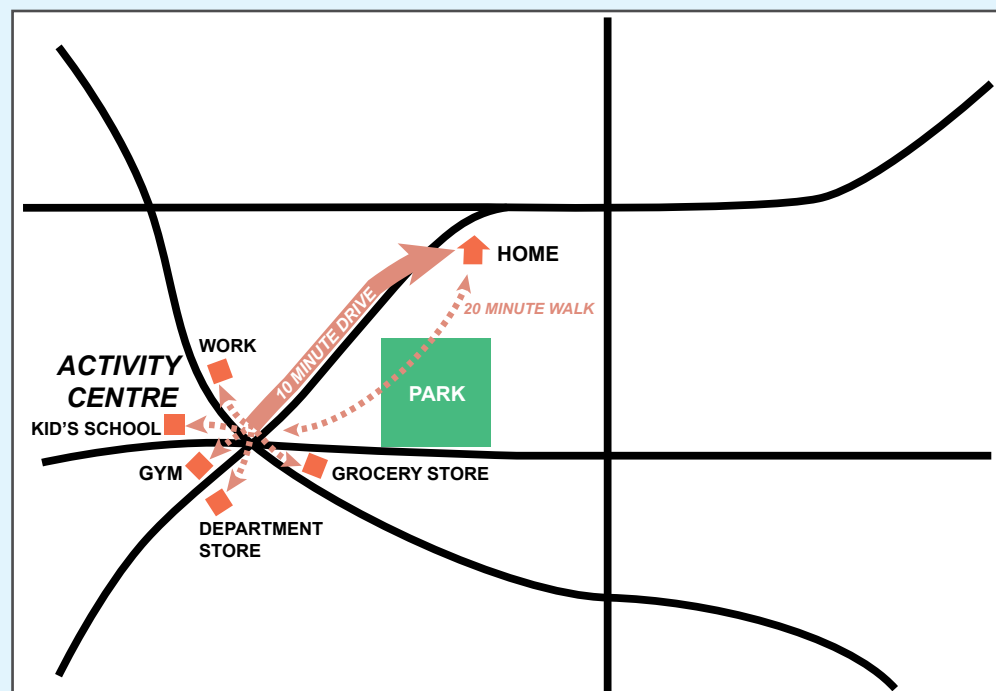 HOME
10 MINUTE DRIVE
20 MINUTE WALK
WORK
ACTIVITY
CENTRE
PARK
KID'S SCHOOL
GYM
GROCERY STORE
DEPARTMENT
STORE